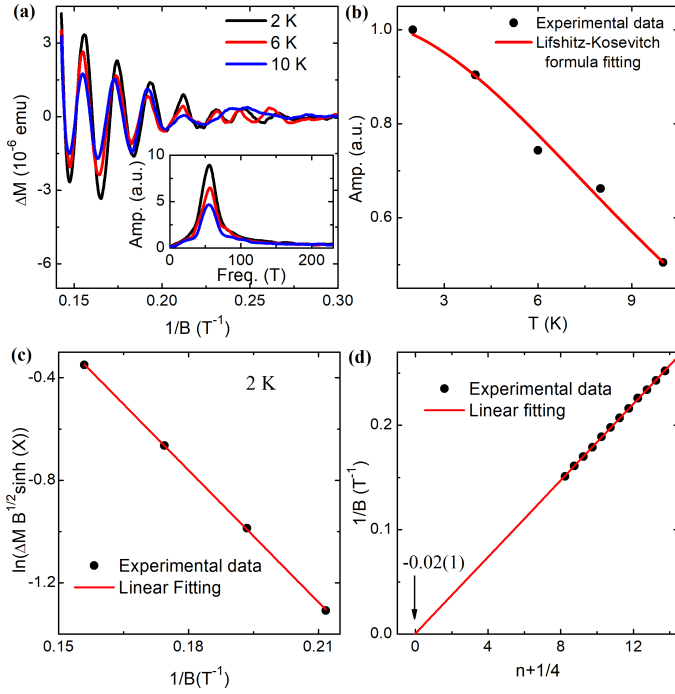 (a)
2 K
6 K
10 K
3
0
-3
-6
ΔM (10⁻⁶ emu)
10
5
0
Amp. (a.u.)
0 100 200
Freq. (T)
0.15 0.20 0.25 0.30
1/B (T⁻¹)
(b)
Experimental data
Lifshitz-Kosevitch
formula fitting
1.0
0.8
0.6
Amp. (a.u.)
3 6 9
T (K)
(c)
2 K
-0.4
-0.8
-1.2
ln(ΔM B¹/²sinh (X))
Experimental data
Linear Fitting
0.15 0.18 0.21
1/B(T⁻¹)
(d)
Experimental data
Linear fitting
0.2
0.1
0.0
1/B (T⁻¹)
-0.02(1)
0 4 8 12
n+1/4